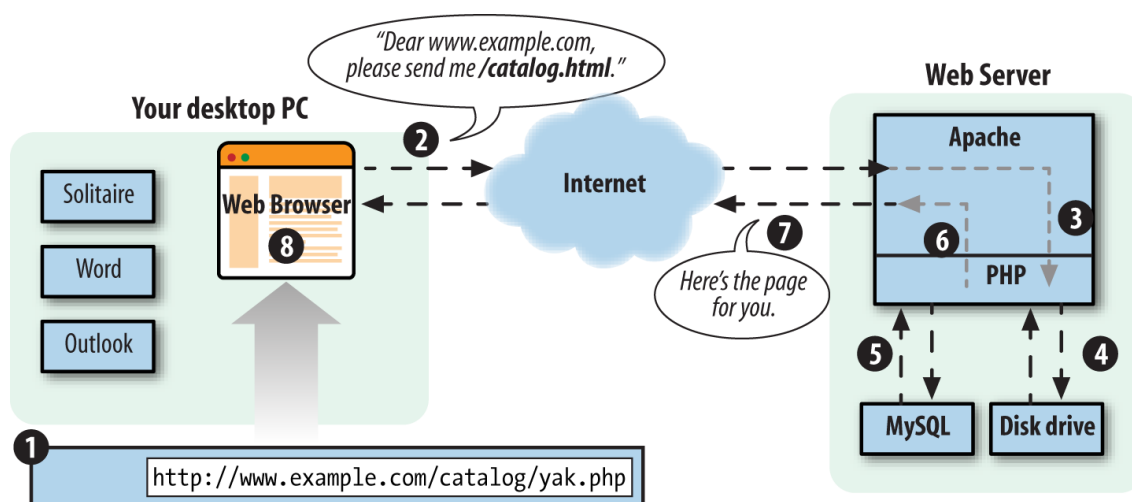 “Dear www.example.com,
please send me /catalog.html.”
Your desktop PC
Web Server
2
Solitaire
Word
Outlook
Web Browser
8
Internet
7
Here’s the page
for you.
Apache
3
6
PHP
5
4
MySQL
Disk drive
1
http://www.example.com/catalog/yak.php